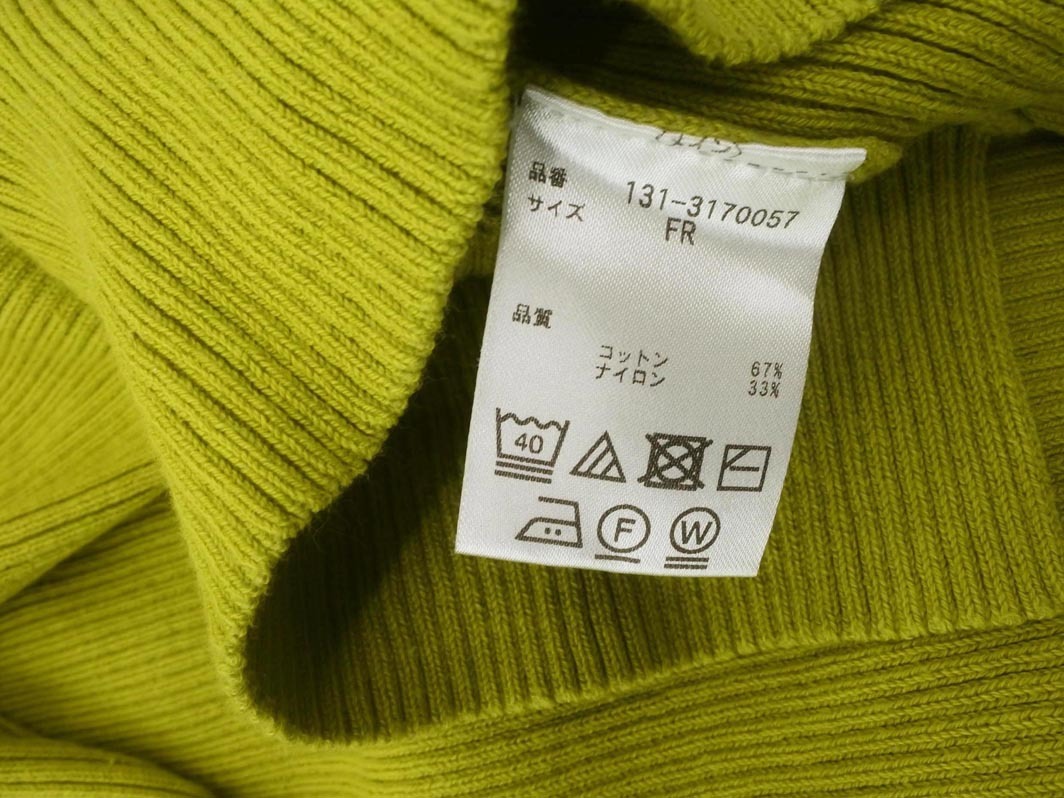 品番 131-3170057
サイズ FR
品質
コットン 67%
ナイロン 33%
40
F W